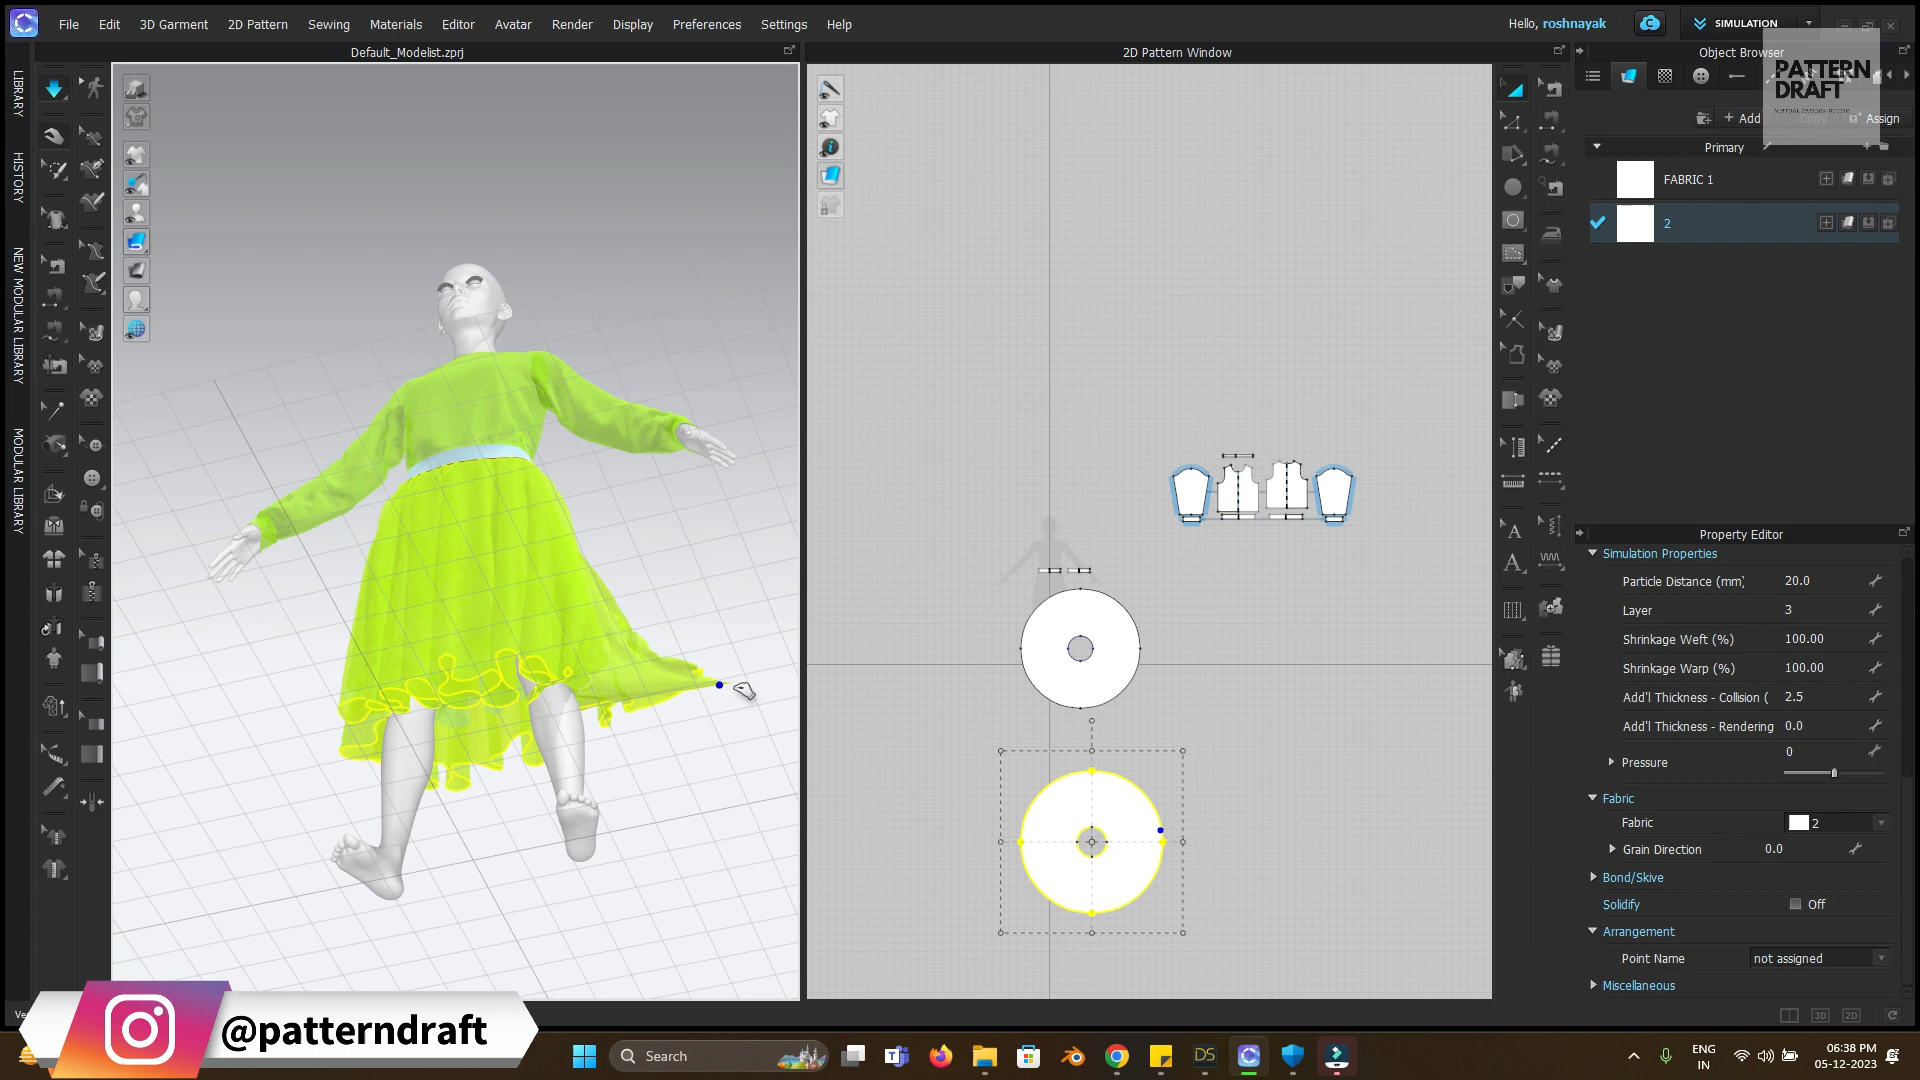 File Edit 3D Garment 2D Pattern Sewing Materials Editor Avatar Render Display Preferences Settings Help
Hello, roshnayak
SIMULATION
Default_Modelist.zprj
2D Pattern Window
Object Browser
PATTERN
DRAFT
LIBRARY
HISTORY
NEW MODULAR LIBRARY
MODULAR LIBRARY
+ Add
Copy
Assign
Primary
FABRIC 1
2
Property Editor
Simulation Properties
Particle Distance (mm) 20.0
Layer 3
Shrinkage Weft (%) 100.00
Shrinkage Warp (%) 100.00
Add'l Thickness - Collision ( 2.5
Add'l Thickness - Rendering 0.0
0
Pressure
Fabric
Fabric 2
Grain Direction 0.0
Bond/Skive
Solidify Off
Arrangement
Point Name not assigned
Miscellaneous
3D 2D
Ve
@patterndraft
Search
DS
ENG
IN
06:38 PM
05-12-2023